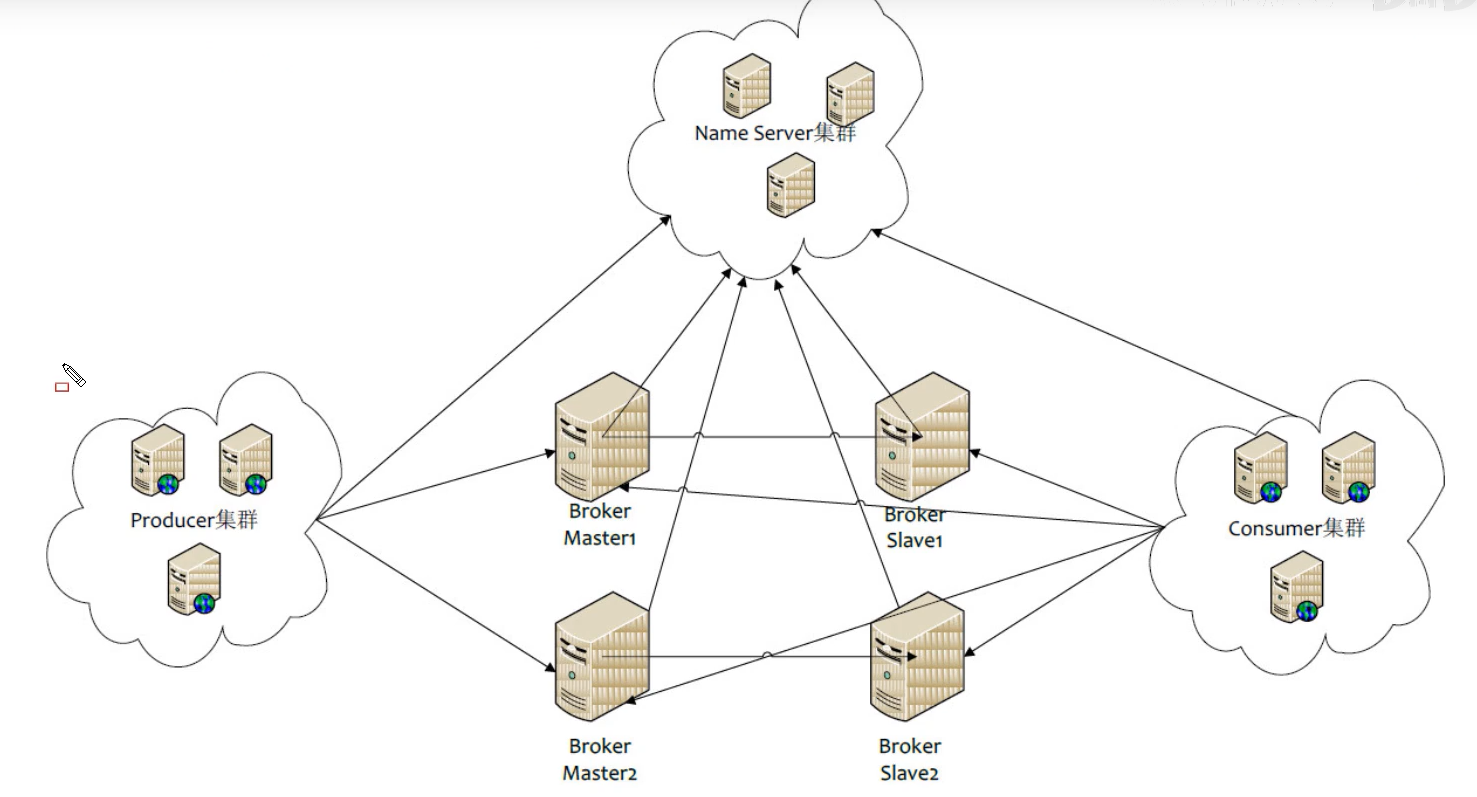 Name Server集群
Producer集群
Broker
Master1
Broker
Slave1
Consumer集群
Broker
Master2
Broker
Slave2